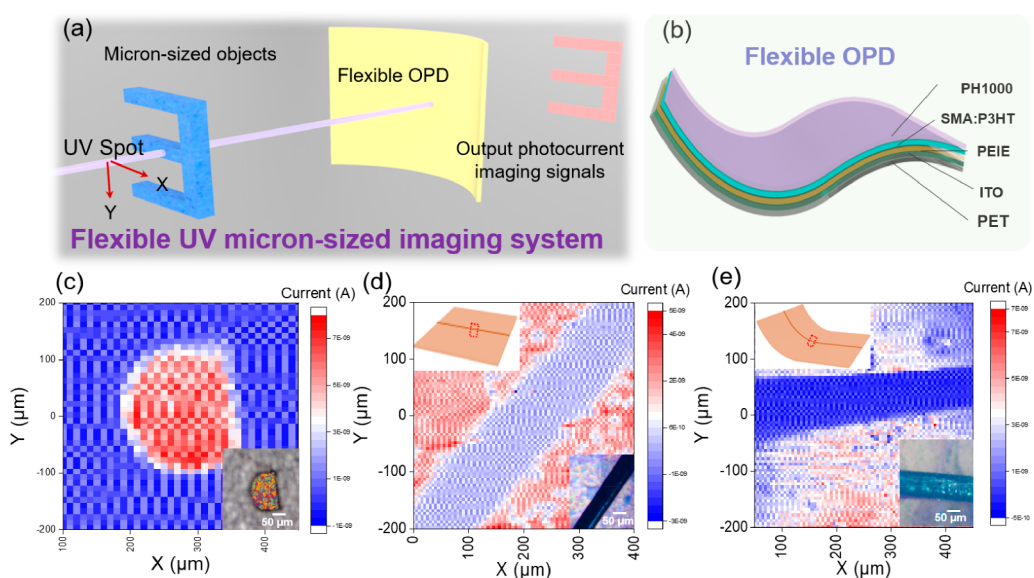 (a)
Micron-sized objects
Flexible OPD
UV Spot
X
Y
Output photocurrent
imaging signals
Flexible UV micron-sized imaging system
(b)
Flexible OPD
PH1000
SMA:P3HT
PEIE
ITO
PET
(c)
Current (A)
200
100
0
-100
-200
Y (μm)
100
200
300
400
X (μm)
7E-09
5E-09
3E-09
1E-09
-1E-09
50 μm
(d)
Current (A)
200
100
0
-100
-200
Y (μm)
0
100
200
300
400
X (μm)
5E-09
4E-09
2E-09
6E-10
-1E-09
-3E-09
50 μm
(e)
Current (A)
200
100
0
-100
-200
Y (μm)
100
200
300
400
X (μm)
7E-09
5E-09
4E-09
2E-09
1E-09
-5E-10
50 μm